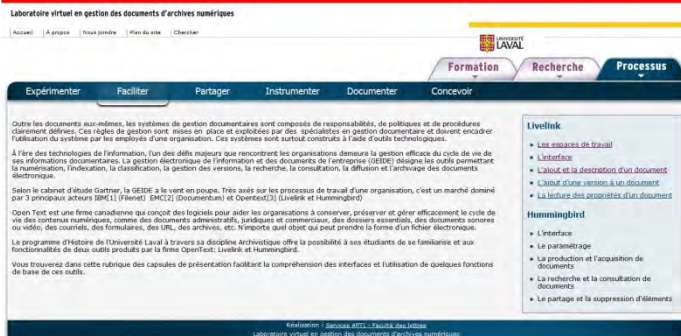 Laboratoire virtuel en gestion des documents d'archives numériques
Accueil | À propos | Nous joindre | Plan du site | Chercher
UNIVERSITÉ
LAVAL
Formation Recherche Processus
Expérimenter Faciliter Partager Instrumenter Documenter Concevoir
Outre les documents eux-mêmes, les systèmes de gestion documentaires sont composés de responsabilités, de politiques et de procédures
clairement définies. Ces règles de gestion sont mises en place et exploitées par des spécialistes en gestion documentaire et doivent encadrer
l'utilisation du système par les employés d'une organisation. Ces systèmes sont surtout construits à l'aide d'outils technologiques.
À l'ère des technologies de l'information, l'un des défis majeurs que rencontrent les organisations demeure la gestion efficace du cycle de vie de
ses informations documentaires. La gestion électronique de l'information et des documents de l'entreprise (GEIDE) désigne les outils permettant
la numérisation, l'indexation, la classification, la gestion des versions, la recherche, la consultation, la diffusion et l'archivage des documents
électronique.
Selon le cabinet d'étude Gartner, la GEIDE a le vent en poupe. Très axés sur les processus de travail d'une organisation, c'est un marché dominé
par 3 principaux acteurs IBM[1] (Filenet) EMC[2] (Documentum) et Opentext[3] (Livelink et Hummingbird)
Open Text est une firme canadienne qui conçoit des logiciels pour aider les organisations à conserver, préserver et gérer efficacement le cycle de
vie des contenus numériques, comme des documents administratifs, juridiques et commerciaux, des dossiers essentiels, des documents sonores
ou vidéo, des courriels, des formulaires, des URL, des archives, etc. N'importe quel objet qui peut prendre la forme d'un fichier électronique.
Le programme d'Histoire de l'Université Laval à travers sa discipline Archivistique offre la possibilité à ses étudiants de se familiarise et aux
fonctionnalités de deux outils produits par la firme OpenText: Livelink et Hummingbird.
Vous trouverez dans cette rubrique des capsules de présentation facilitant la compréhension des interfaces et l'utilisation de quelques fonctions
de base de ces outils.
Livelink
Les espaces de travail
L'interface
L'ajout et la description d'un document
L'ajout d'une version à un document
La lecture des propriétés d'un document
Hummingbird
L'interface
Le paramétrage
La production et l'acquisition de
documents
La recherche et la consultation de
documents
Le partage et la suppression d'éléments
Réalisation : Services APTI - Faculté des lettres
Laboratoire virtuel en gestion des documents d'archives numériques